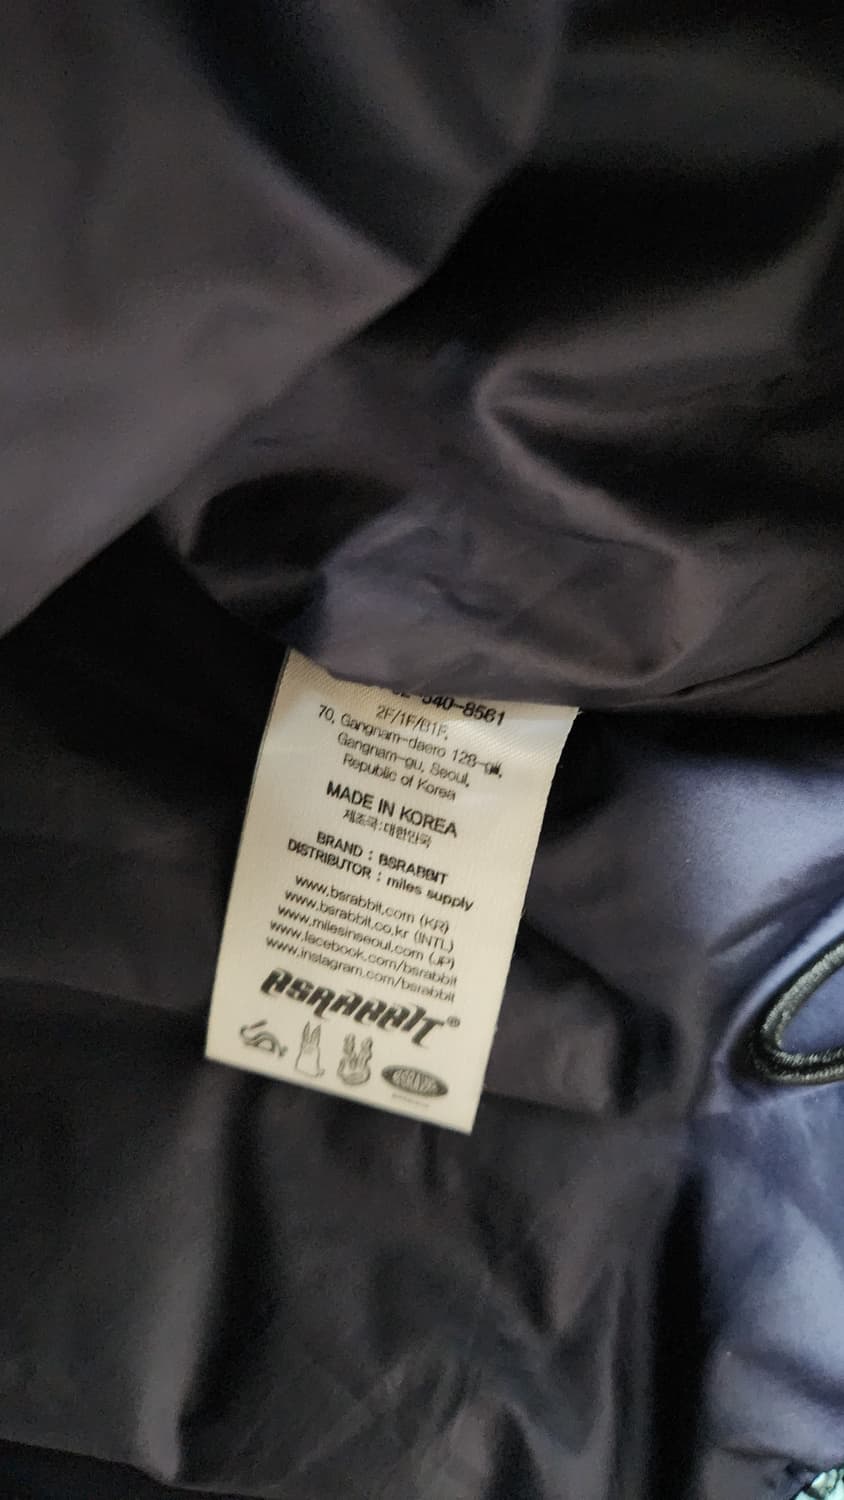 -340-8561
2F/1F/B1F,
70, Gangnam-daero 128-gil,
Gangnam-gu, Seoul,
Republic of Korea
MADE IN KOREA
제조국:대한민국
BRAND : BSRABBIT
DISTRIBUTOR : miles supply
www.bsrabbit.com (KR)
www.bsrabbit.co.kr (INTL)
www.milesinseoul.com (JP)
www.facebook.com/bsrabbit
www.instagram.com/bsrabbit
BSRABBIT®